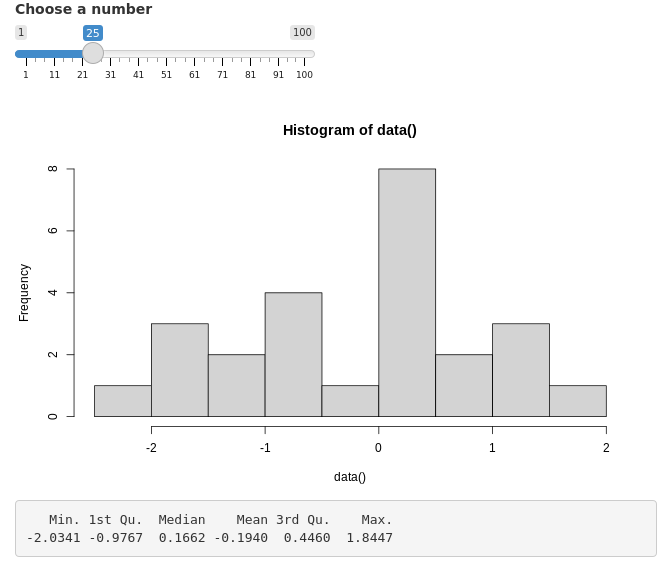 Choose a number
1 25 100
1 11 21 31 41 51 61 71 81 91 100
Histogram of data()
8
6
4
2
0
Frequency
-2 -1 0 1 2
data()
Min. 1st Qu. Median Mean 3rd Qu. Max.
-2.0341 -0.9767 0.1662 -0.1940 0.4460 1.8447